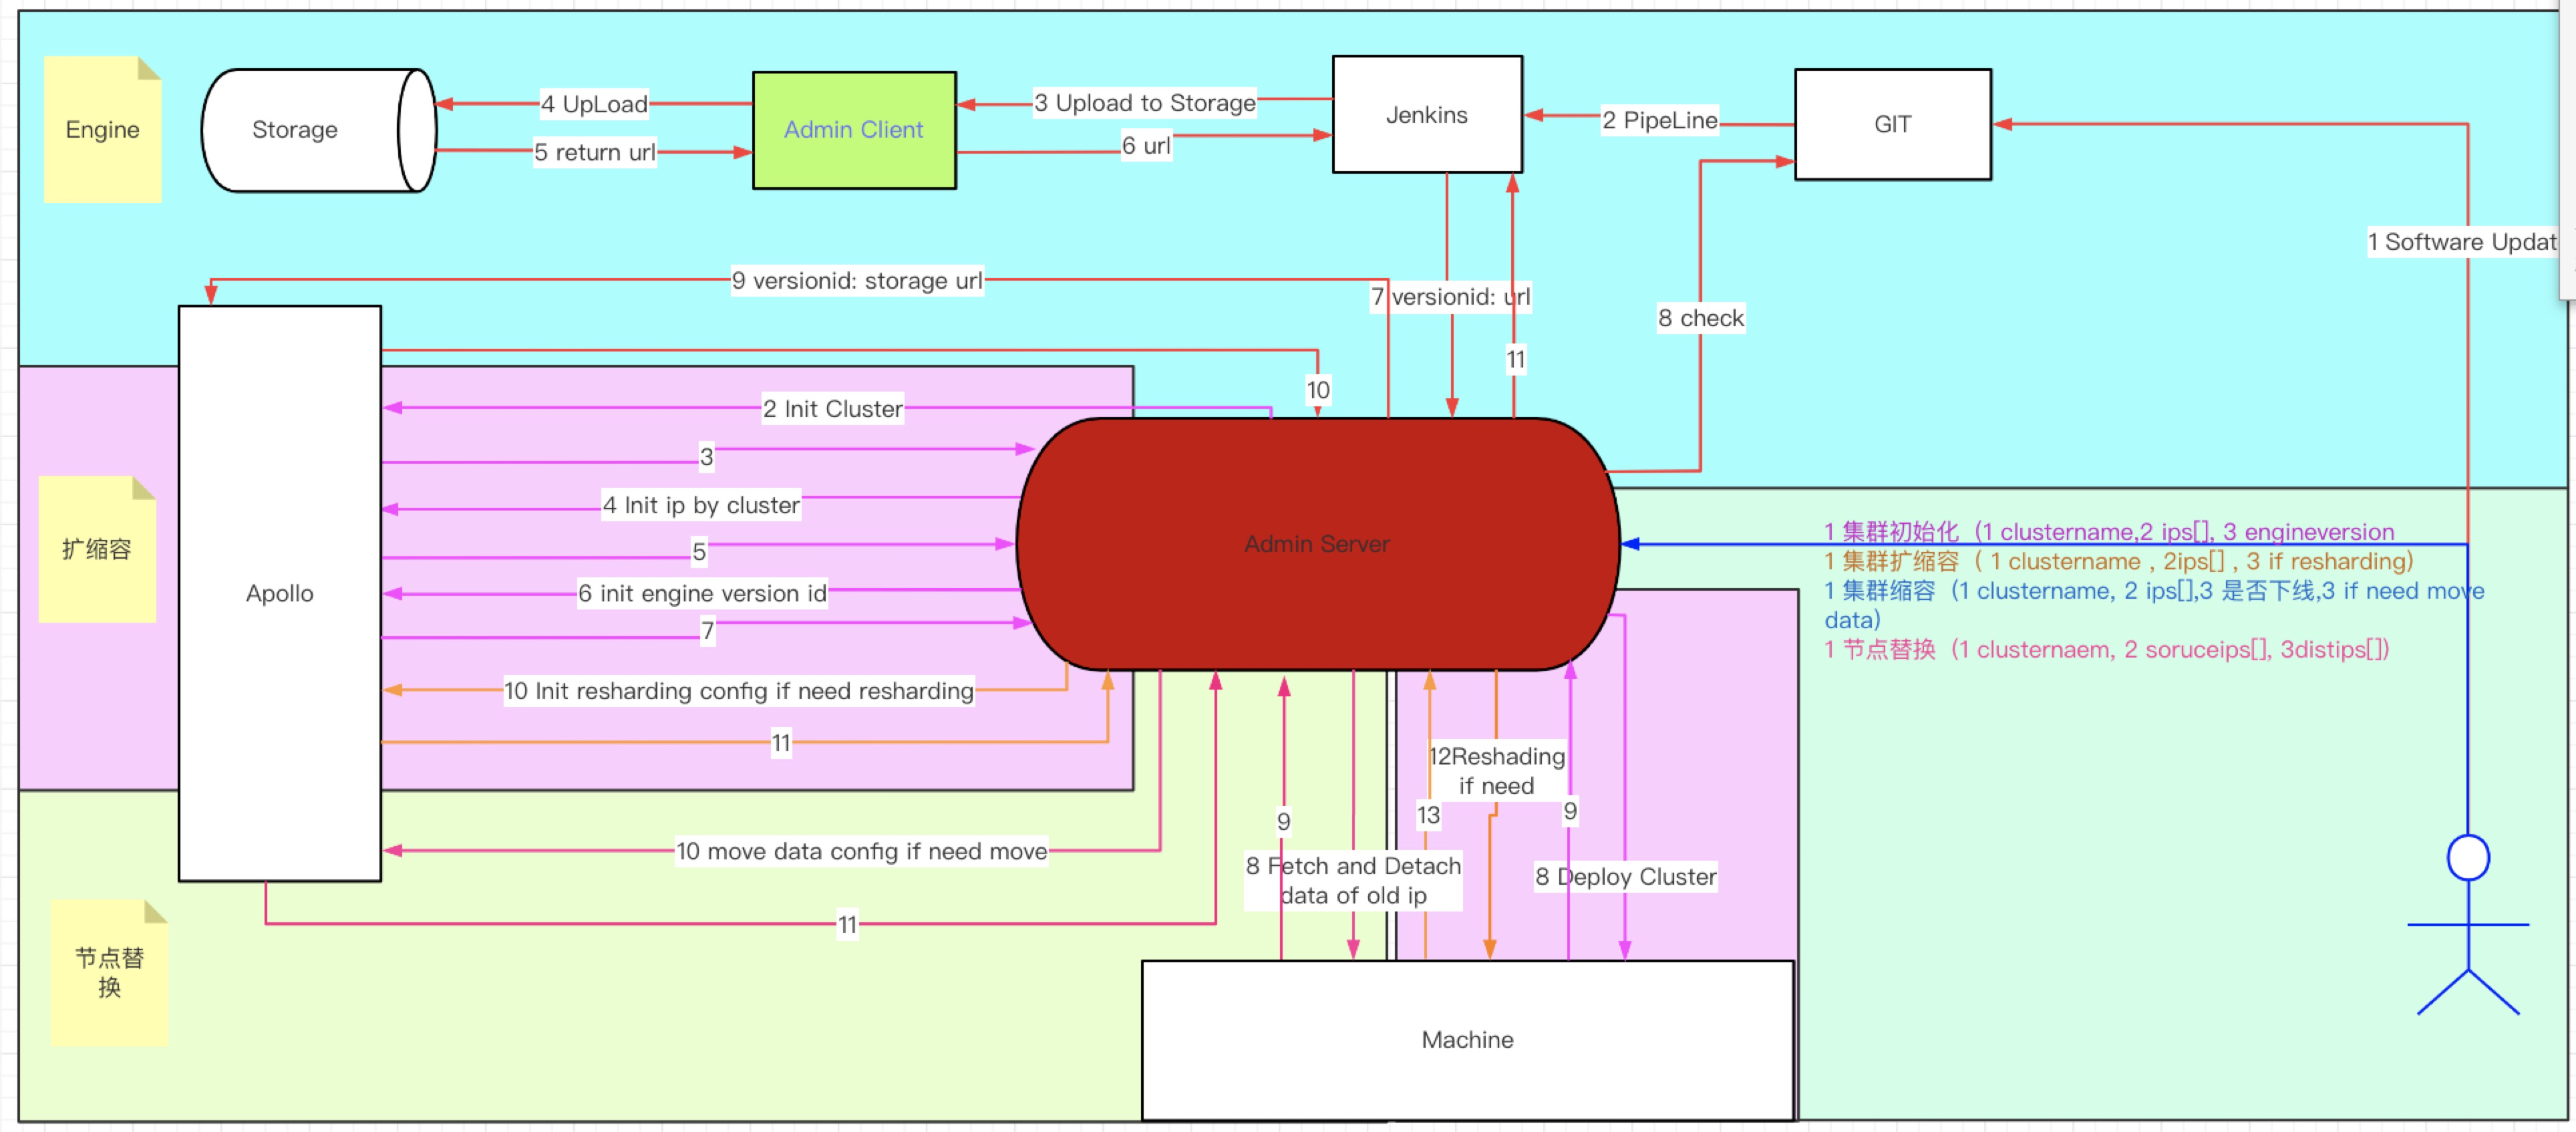 Engine
Storage
4 UpLoad
5 return url
Admin Client
3 Upload to Storage
6 url
Jenkins
2 PipeLine
GIT
1 Software Updat
9 versionid: storage url
7 versionid: url
8 check
11
10
2 Init Cluster
3
4 Init ip by cluster
5
6 init engine version id
7
10 Init resharding config if need resharding
11
扩缩容
Apollo
Admin Server
1 集群初始化（1 clustername,2 ips[], 3 engineversion
1 集群扩缩容（ 1 clustername , 2ips[] , 3 if resharding)
1 集群缩容（1 clustername, 2 ips[],3 是否下线,3 if need move
data)
1 节点替换（1 clusternaem, 2 soruceips[], 3distips[])
12Reshading
if need
13
9
9
10 move data config if need move
8 Fetch and Detach
data of old ip
8 Deploy Cluster
11
节点替
换
Machine